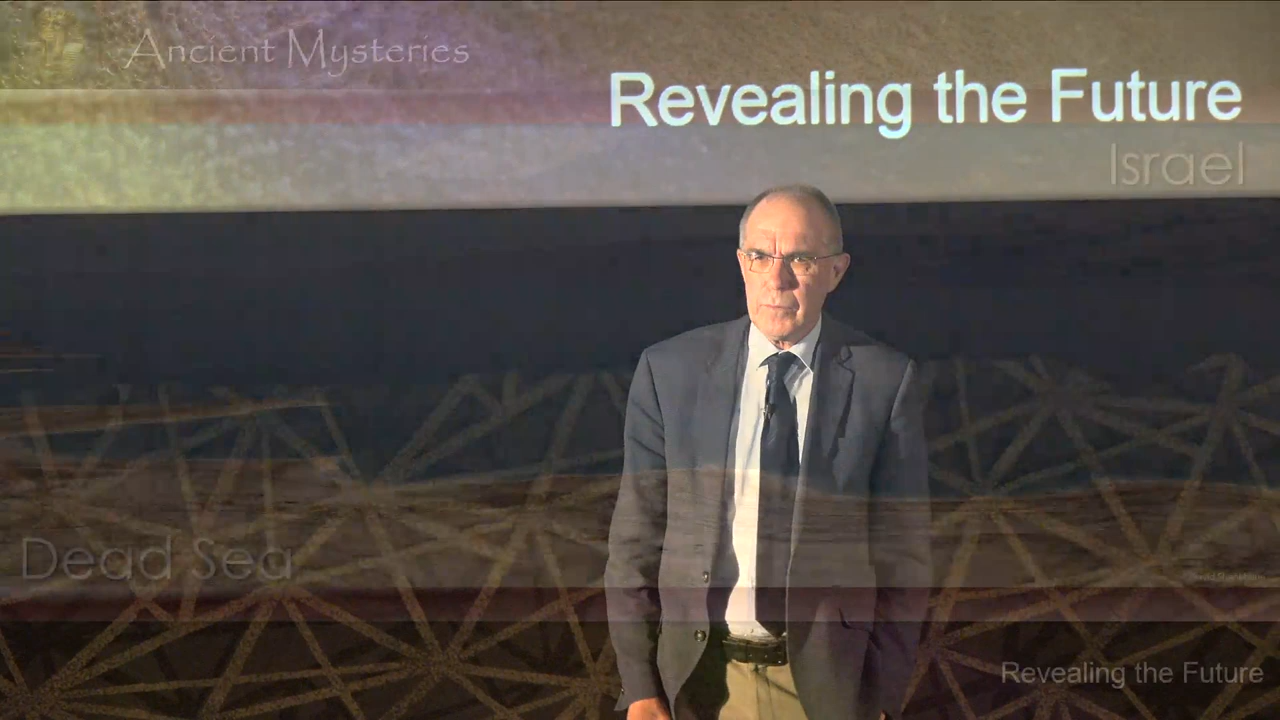 Ancient Mysteries
Revealing the Future
Israel
Dead Sea
Revealing the Future